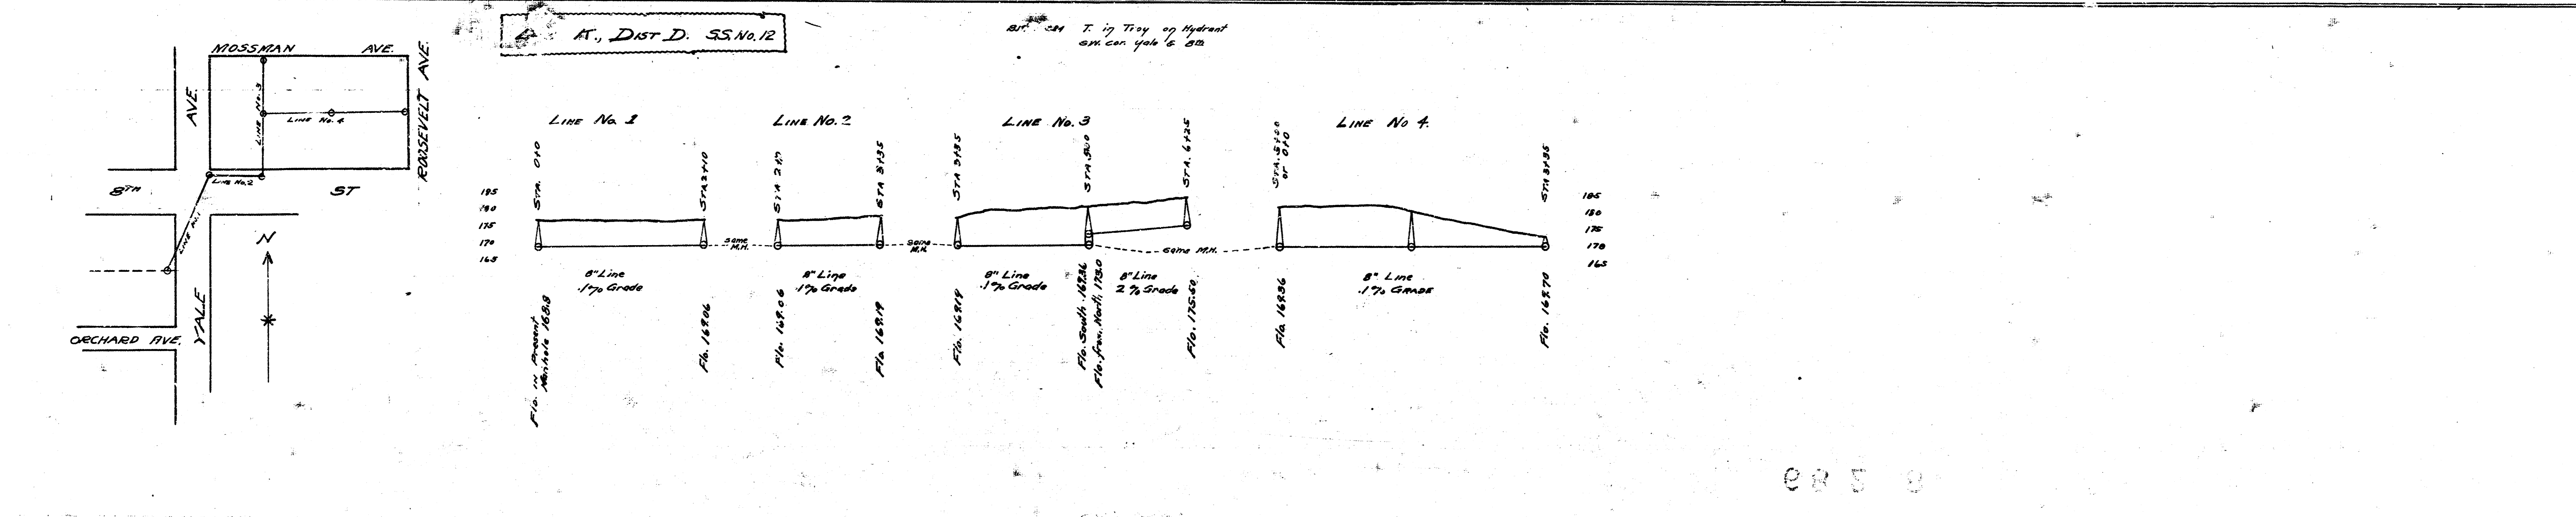 K., DIST D. SS. No. 12
T. in Troy on Hydrant
SW. cor. Yale & 8th
MOSSMAN AVE.
ROOSEVELT AVE.
AVE.
LINE No. 3
LINE No. 4
LINE No. 2
8TH ST
LINE No. 1
N
YALE
ORCHARD AVE.
LINE No. 1
LINE No. 2
LINE No. 3
LINE No 4.
STA. 0+0
STA 2+10
STA 2+10
STA 3+35
STA 3+35
STA. 5+0
STA. 6+25
STA. 5+00
or 0+0
STA 3+35
185
180
175
170
165
185
180
175
170
165
Same
M.H.
Same
M.H.
Same M.H.
8" Line
.1% Grade
8" Line
.1% Grade
8" Line
.1% Grade
8" Line
2% Grade
8" Line
.1% GRADE
Flo. IN Present
Manhole 168.8
Flo. 169.06
Flo. 169.06
Flo. 169.19
Flo. 169.19
Flo. South 169.36
Flo. from North 173.0
Flo. 175.50
Flo. 169.36
Flo. 169.70